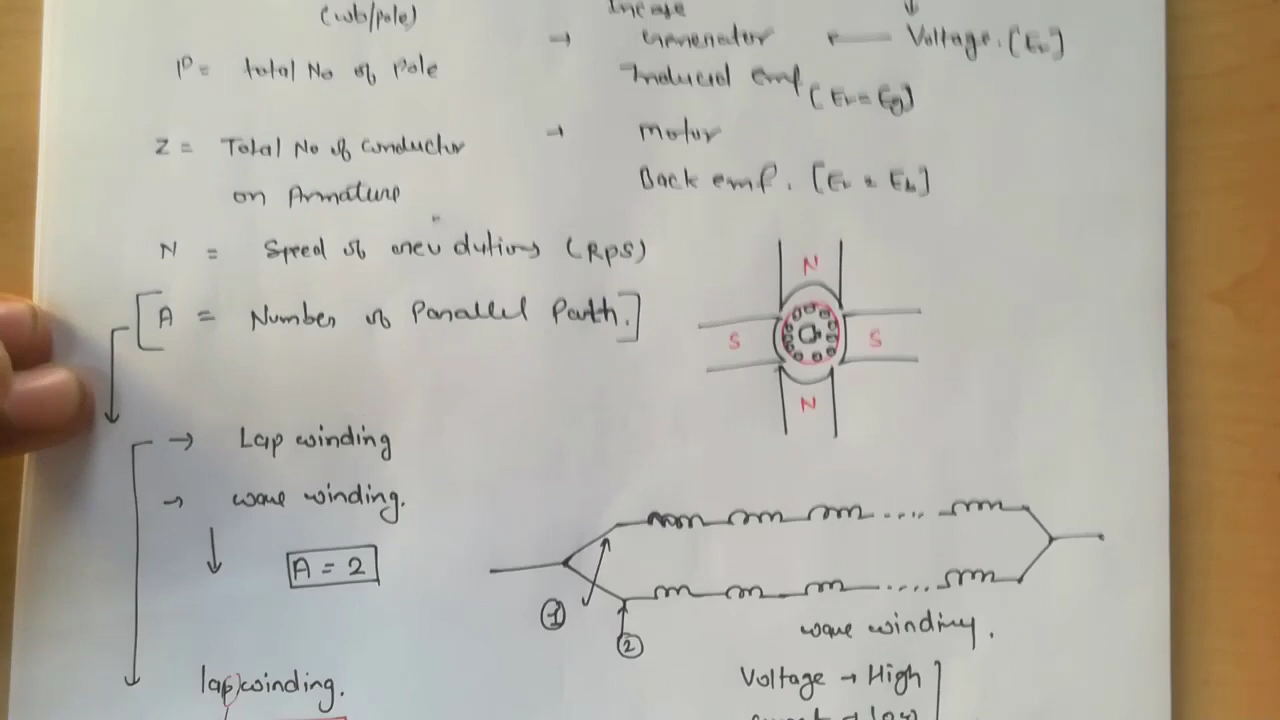 (wb/pole)
P = total No of Pole
Z = Total No of conductor
on Armature
N = Speed of (RPS)
[A = Number of Parallel Path.]
→ Lap winding
→ wave winding.
A = 2
lap winding.
→ Generator Voltage. [Er]
Induced emf [Er = Eg]
→ motor
Back emf. [Er = Eb]
N
S
S
N
1
2
wave winding.
Voltage → High